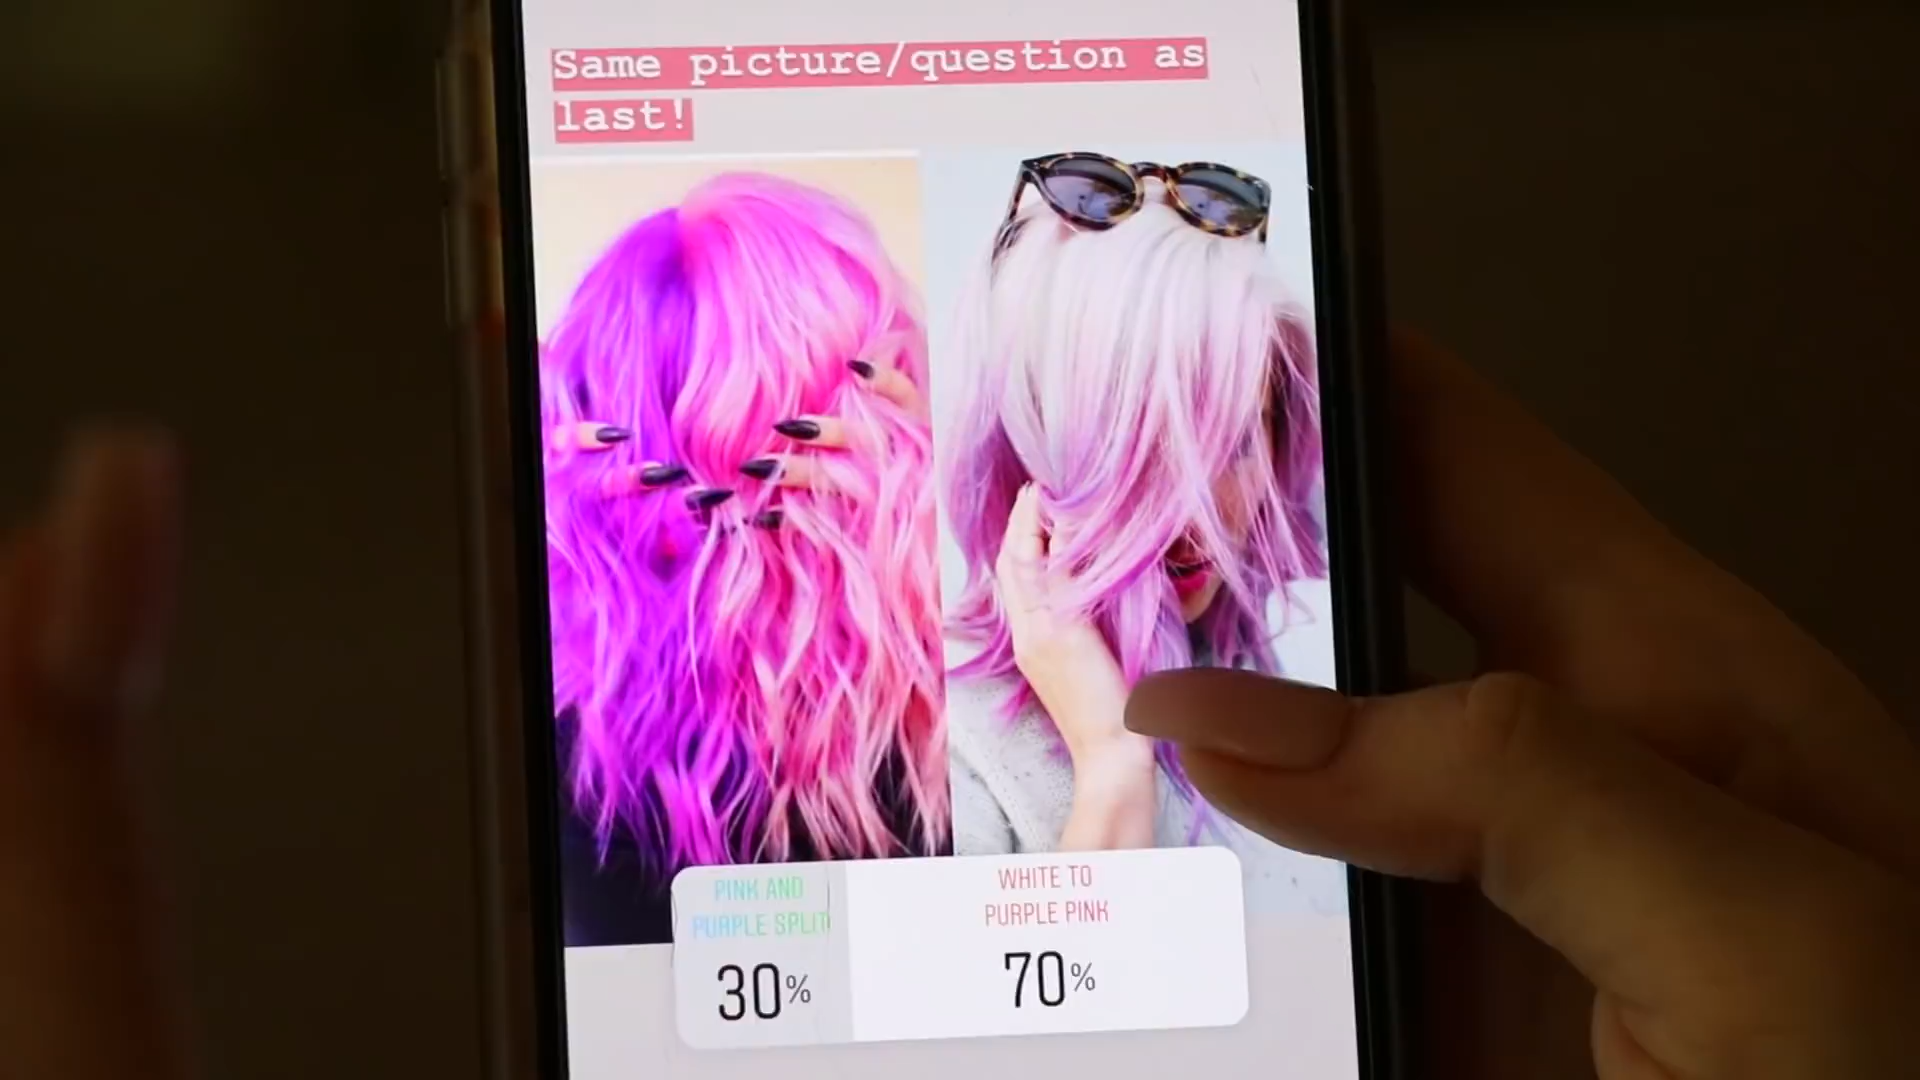 Same picture/question as
last!
PINK AND
PURPLE SPLIT
30%
WHITE TO
PURPLE PINK
70%